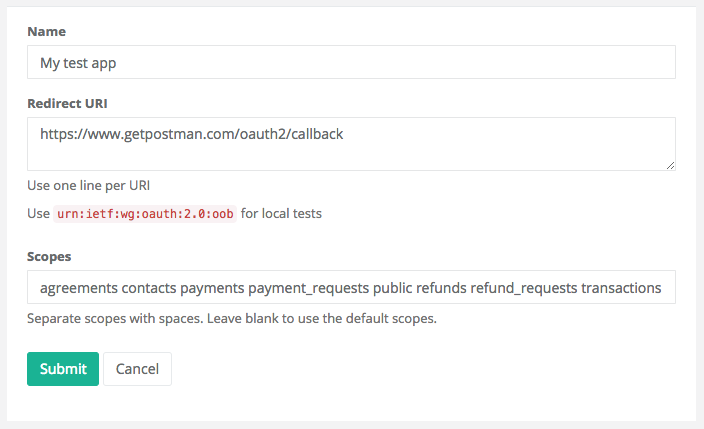 Name
My test app
Redirect URI
https://www.getpostman.com/oauth2/callback
Use one line per URI
Use urn:ietf:wg:oauth:2.0:oob for local tests
Scopes
agreements contacts payments payment_requests public refunds refund_requests transactions
Separate scopes with spaces. Leave blank to use the default scopes.
Submit Cancel